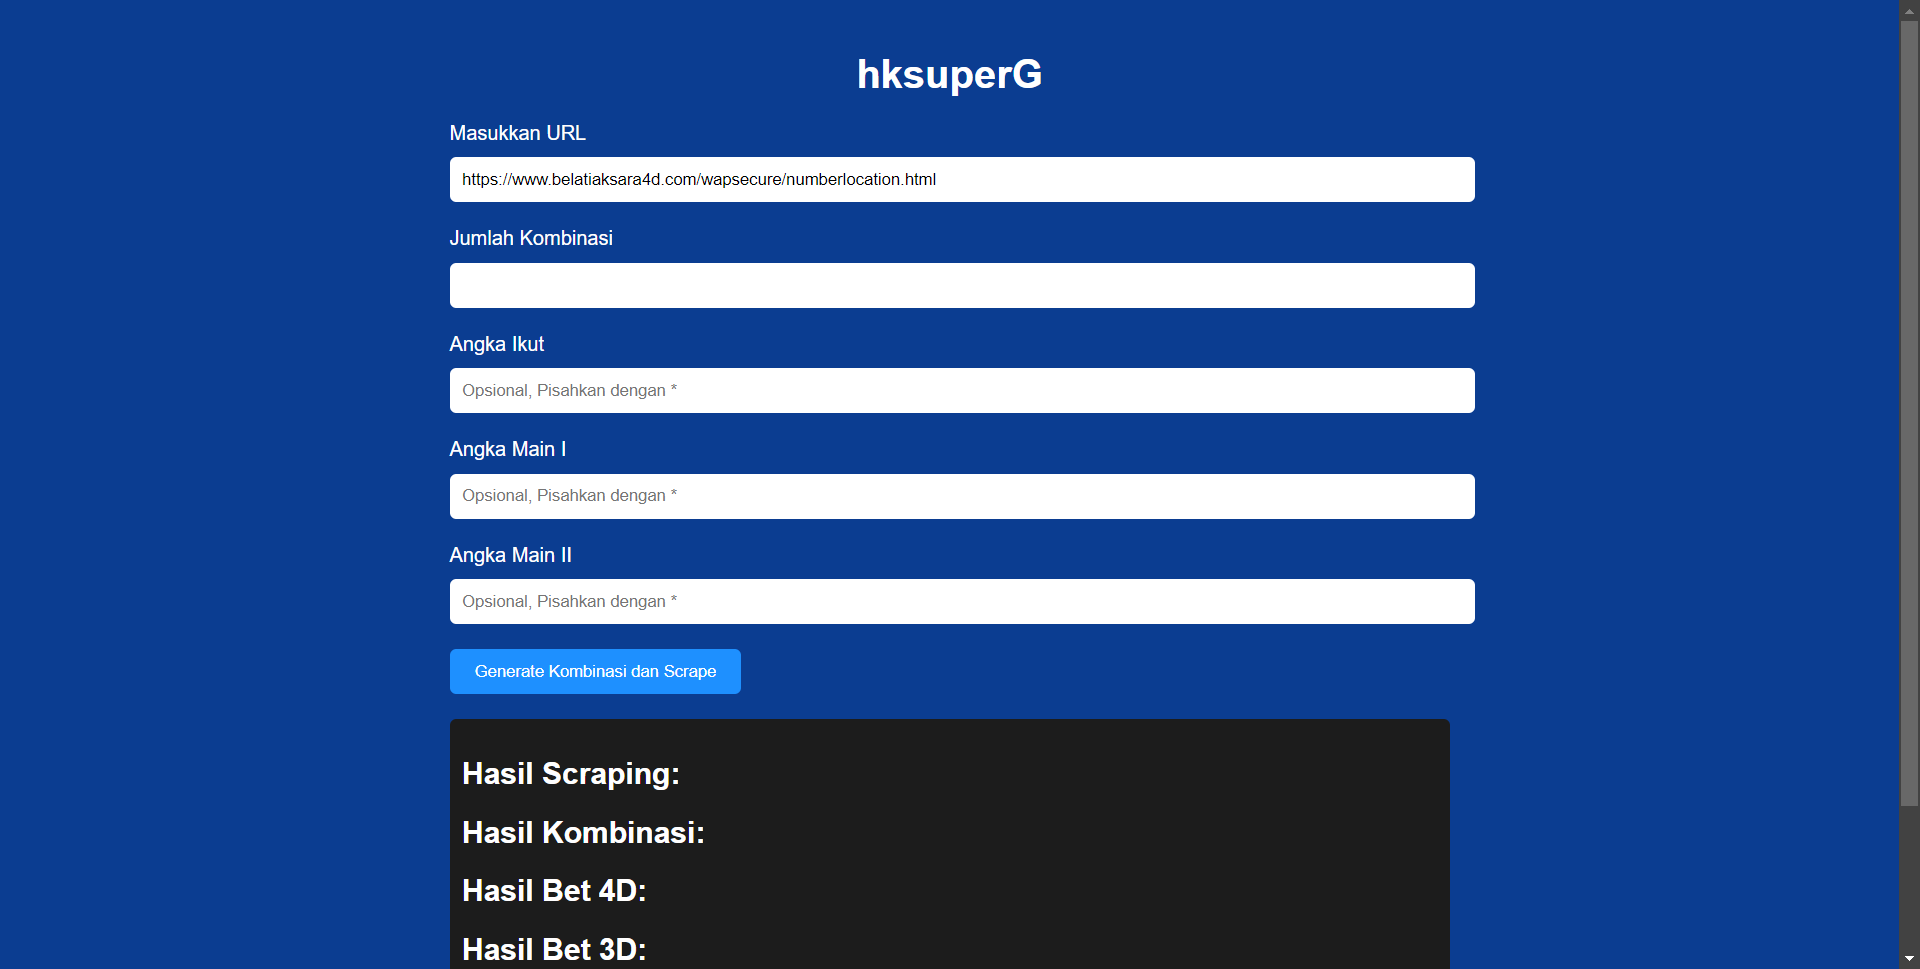 hksuperG
Masukkan URL
https://www.belatiaksara4d.com/wapsecure/numberlocation.html
Jumlah Kombinasi
Angka Ikut
Opsional, Pisahkan dengan *
Angka Main I
Opsional, Pisahkan dengan *
Angka Main II
Opsional, Pisahkan dengan *
Generate Kombinasi dan Scrape
Hasil Scraping:
Hasil Kombinasi:
Hasil Bet 4D:
Hasil Bet 3D: